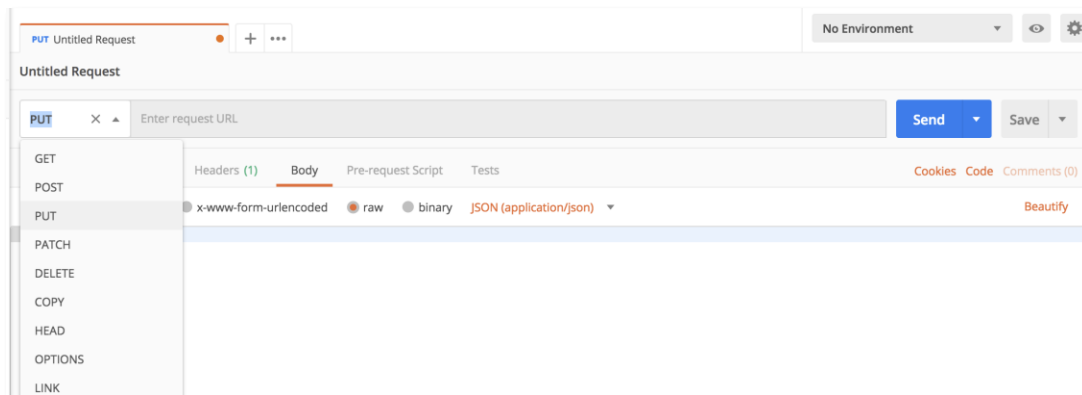 PUT Untitled Request
No Environment
Untitled Request
PUT Enter request URL Send Save
GET
Headers (1) Body Pre-request Script Tests Cookies Code Comments (0)
POST
PUT x-www-form-urlencoded raw binary JSON (application/json) Beautify
PATCH
DELETE
COPY
HEAD
OPTIONS
LINK